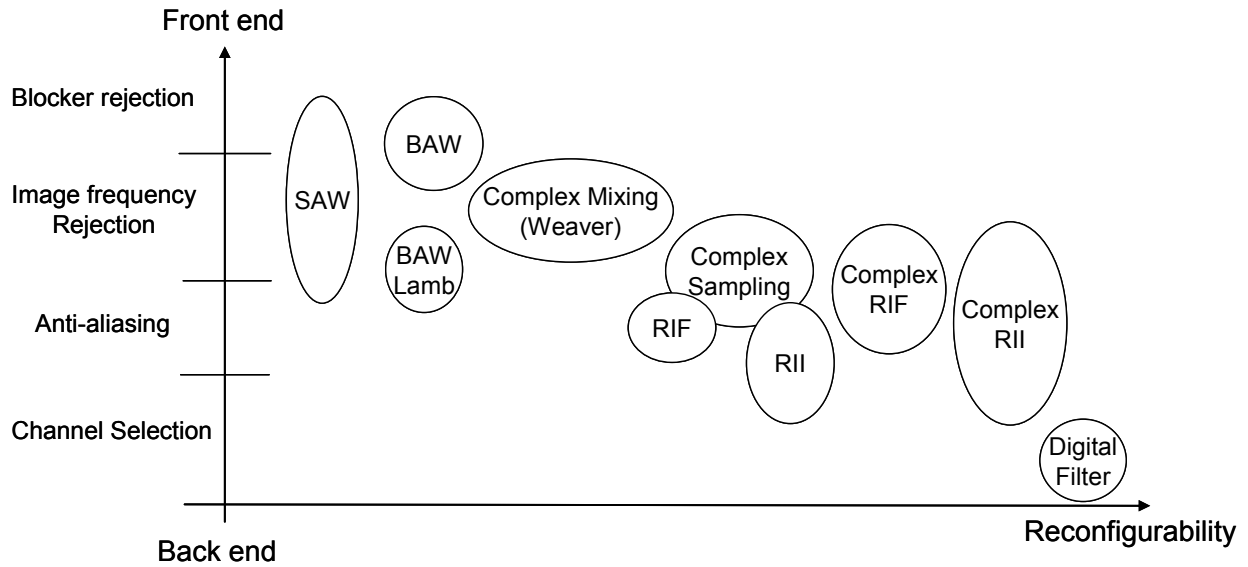 Front end
Blocker rejection
Image frequency
Rejection
Anti-aliasing
Channel Selection
SAW
BAW
BAW
Lamb
Complex Mixing
(Weaver)
Complex
Sampling
RIF
RII
Complex
RIF
Complex
RII
Digital
Filter
Reconfigurability
Back end